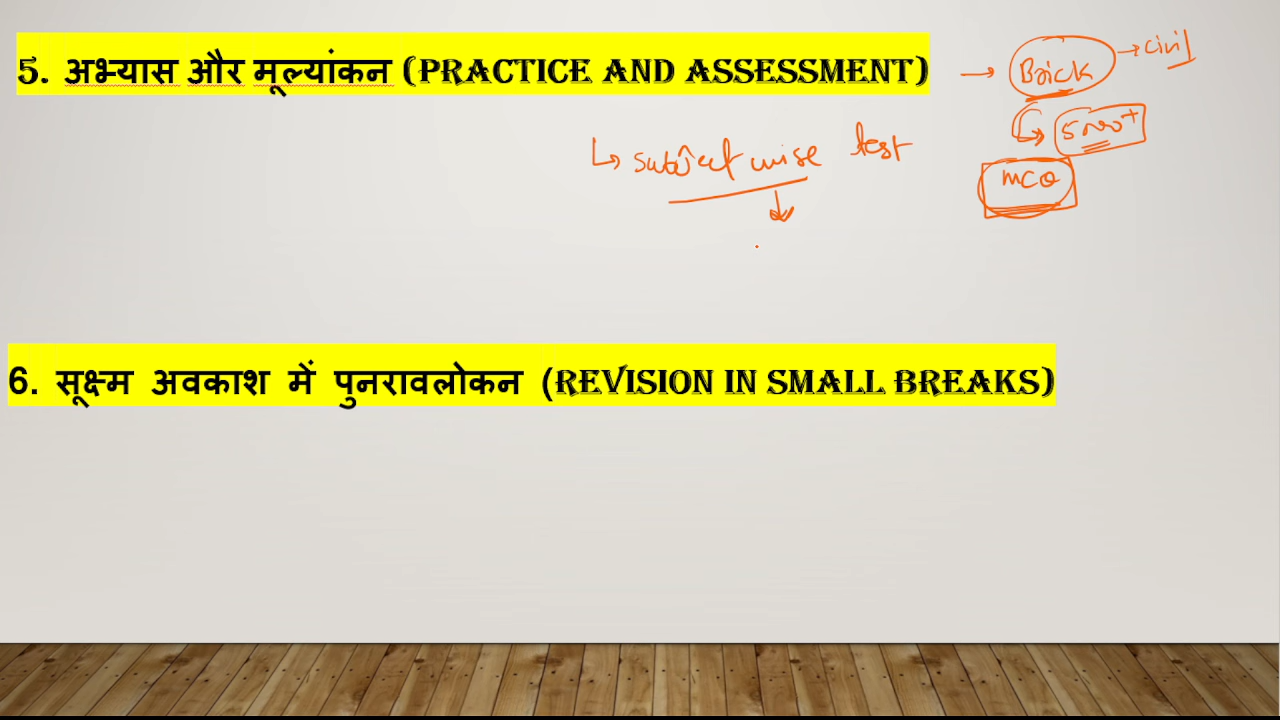 5. अभ्यास और मूल्यांकन (PRACTICE AND ASSESSMENT)
→ Brick → civil
↳ 5000+
MCQ
↳ subject wise test
↓
6. सूक्ष्म अवकाश में पुनरावलोकन (REVISION IN SMALL BREAKS)